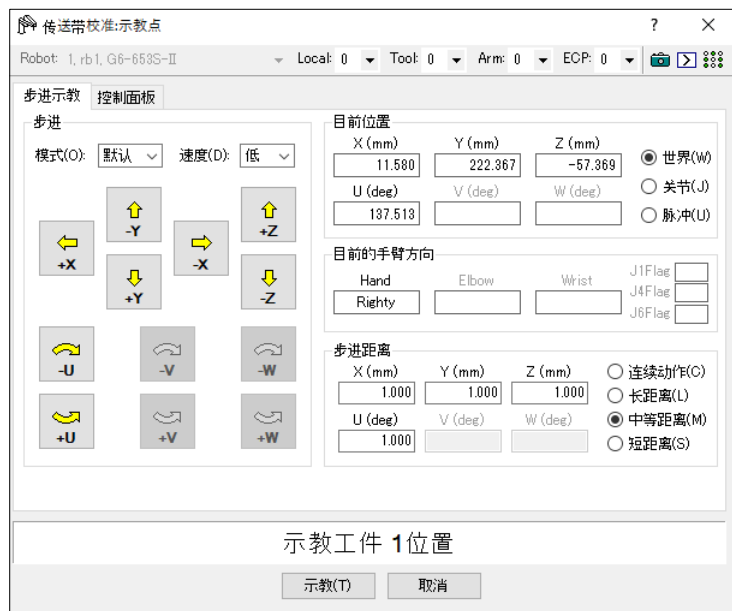 传送带校准:示教点
Robot: 1, rb1, G6-653S-II Local: 0 Tool: 0 Arm: 0 ECP: 0
步进示教 控制面板
步进
模式(O): 默认 速度(D): 低
+X
-Y
+Y
-X
+Z
-Z
-U -V -W
+U +V +W
目前位置
X (mm) Y (mm) Z (mm)
11.580 222.367 -57.369
U (deg) V (deg) W (deg)
137.513
世界(W)
关节(J)
脉冲(U)
目前的手臂方向
Hand Elbow Wrist
Righty
J1Flag
J4Flag
J6Flag
步进距离
X (mm) Y (mm) Z (mm)
1.000 1.000 1.000
U (deg) V (deg) W (deg)
1.000
连续动作(C)
长距离(L)
中等距离(M)
短距离(S)
示教工件 1位置
示教(T) 取消